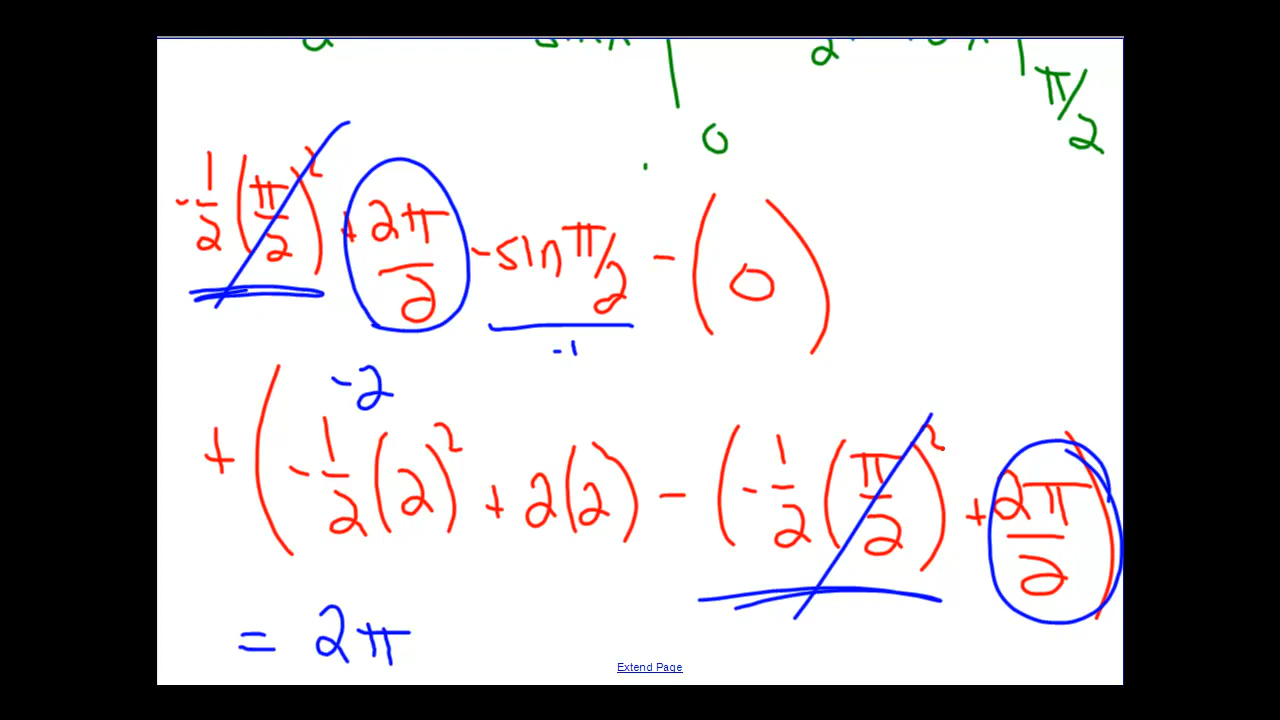 0
π/2
-1/2(π/2)² + 2π/2 - sin π/2 - (0)
-1
-2
+ (-1/2(2)² + 2(2) - (-1/2(π/2)² + 2π/2)
= 2π
Extend Page